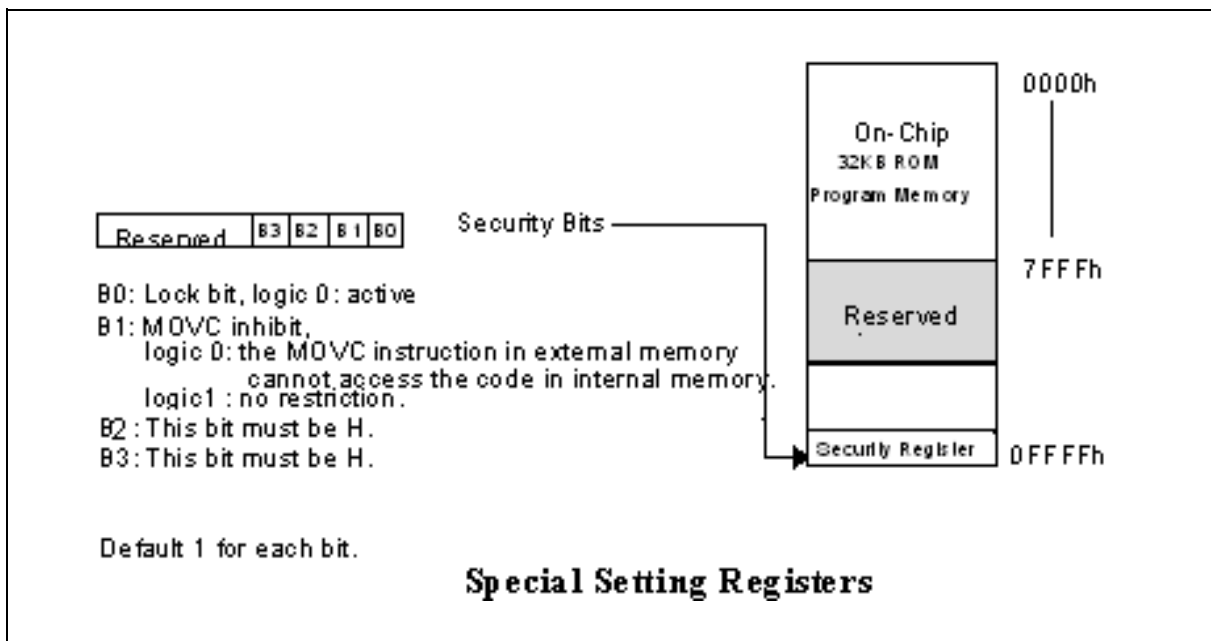 Reserved B3 B2 B1 B0
B0: Lock bit, logic 0: active
B1: MOVC inhibit,
logic 0: the MOVC instruction in external memory
cannot access the code in internal memory.
logic1 : no restriction.
B2 : This bit must be H.
B3: This bit must be H.
Default 1 for each bit.
Security Bits
On-Chip
32KB ROM
Program Memory
Reserved
Security Register
0000h
7FFFh
0FFFFh
Special Setting Registers